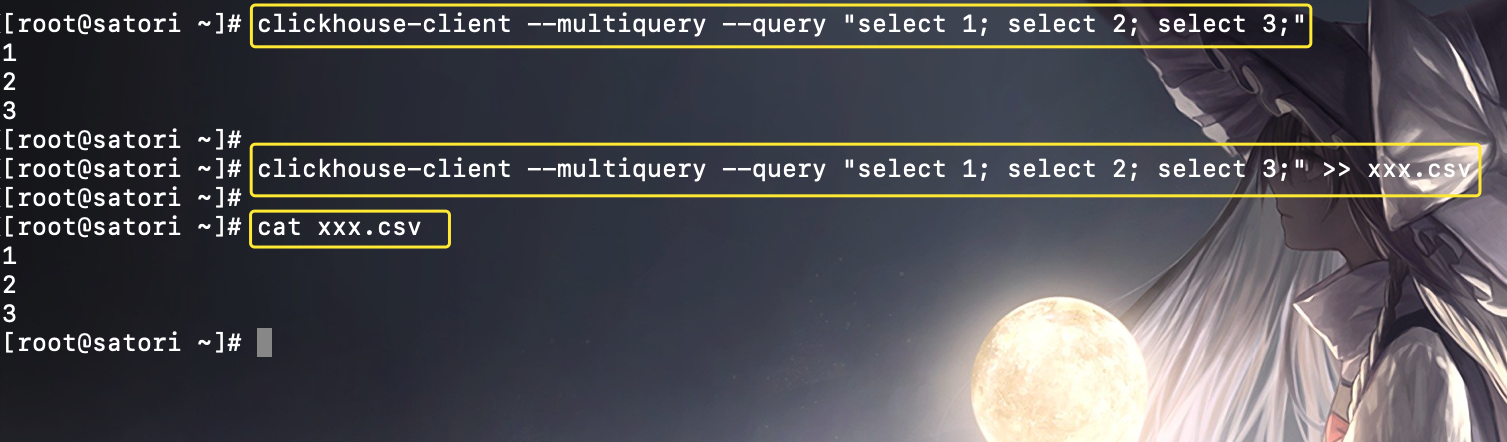 [root@satori ~]# clickhouse-client --multiquery --query "select 1; select 2; select 3;"
1
2
3
[root@satori ~]#
[root@satori ~]# clickhouse-client --multiquery --query "select 1; select 2; select 3;" >> xxx.csv
[root@satori ~]#
[root@satori ~]# cat xxx.csv
1
2
3
[root@satori ~]#